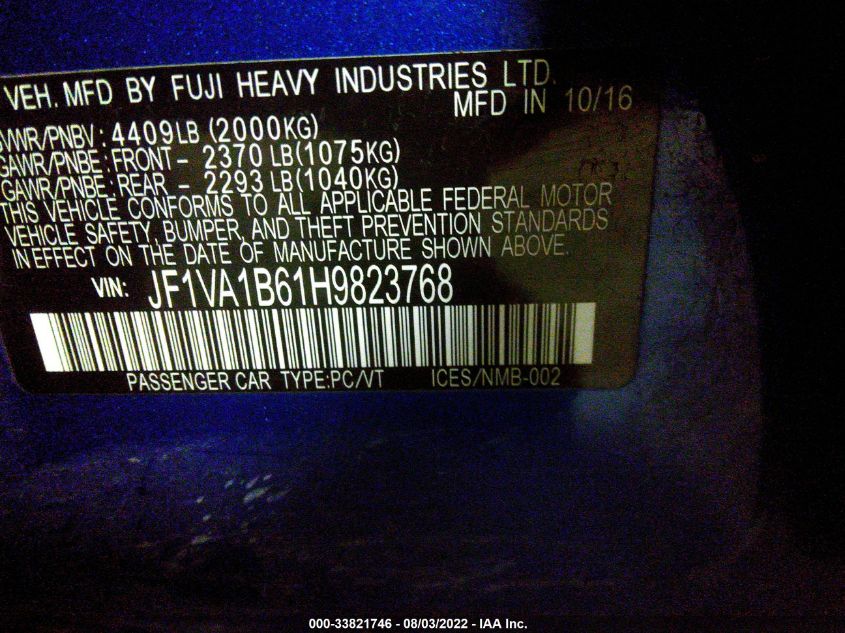 VEH. MFD BY FUJI HEAVY INDUSTRIES LTD.
MFD IN 10/16
GVWR/PNBV: 4409LB (2000KG)
GAWR/PNBE: FRONT - 2370 LB(1075KG)
GAWR/PNBE: REAR - 2293 LB(1040KG)
THIS VEHICLE CONFORMS TO ALL APPLICABLE FEDERAL MOTOR
VEHICLE SAFETY, BUMPER, AND THEFT PREVENTION STANDARDS
IN EFFECT ON THE DATE OF MANUFACTURE SHOWN ABOVE.
VIN: JF1VA1B61H9823768
PASSENGER CAR TYPE:PC/VT ICES/NMB-002
000-33821746 - 08/03/2022 - IAA Inc.